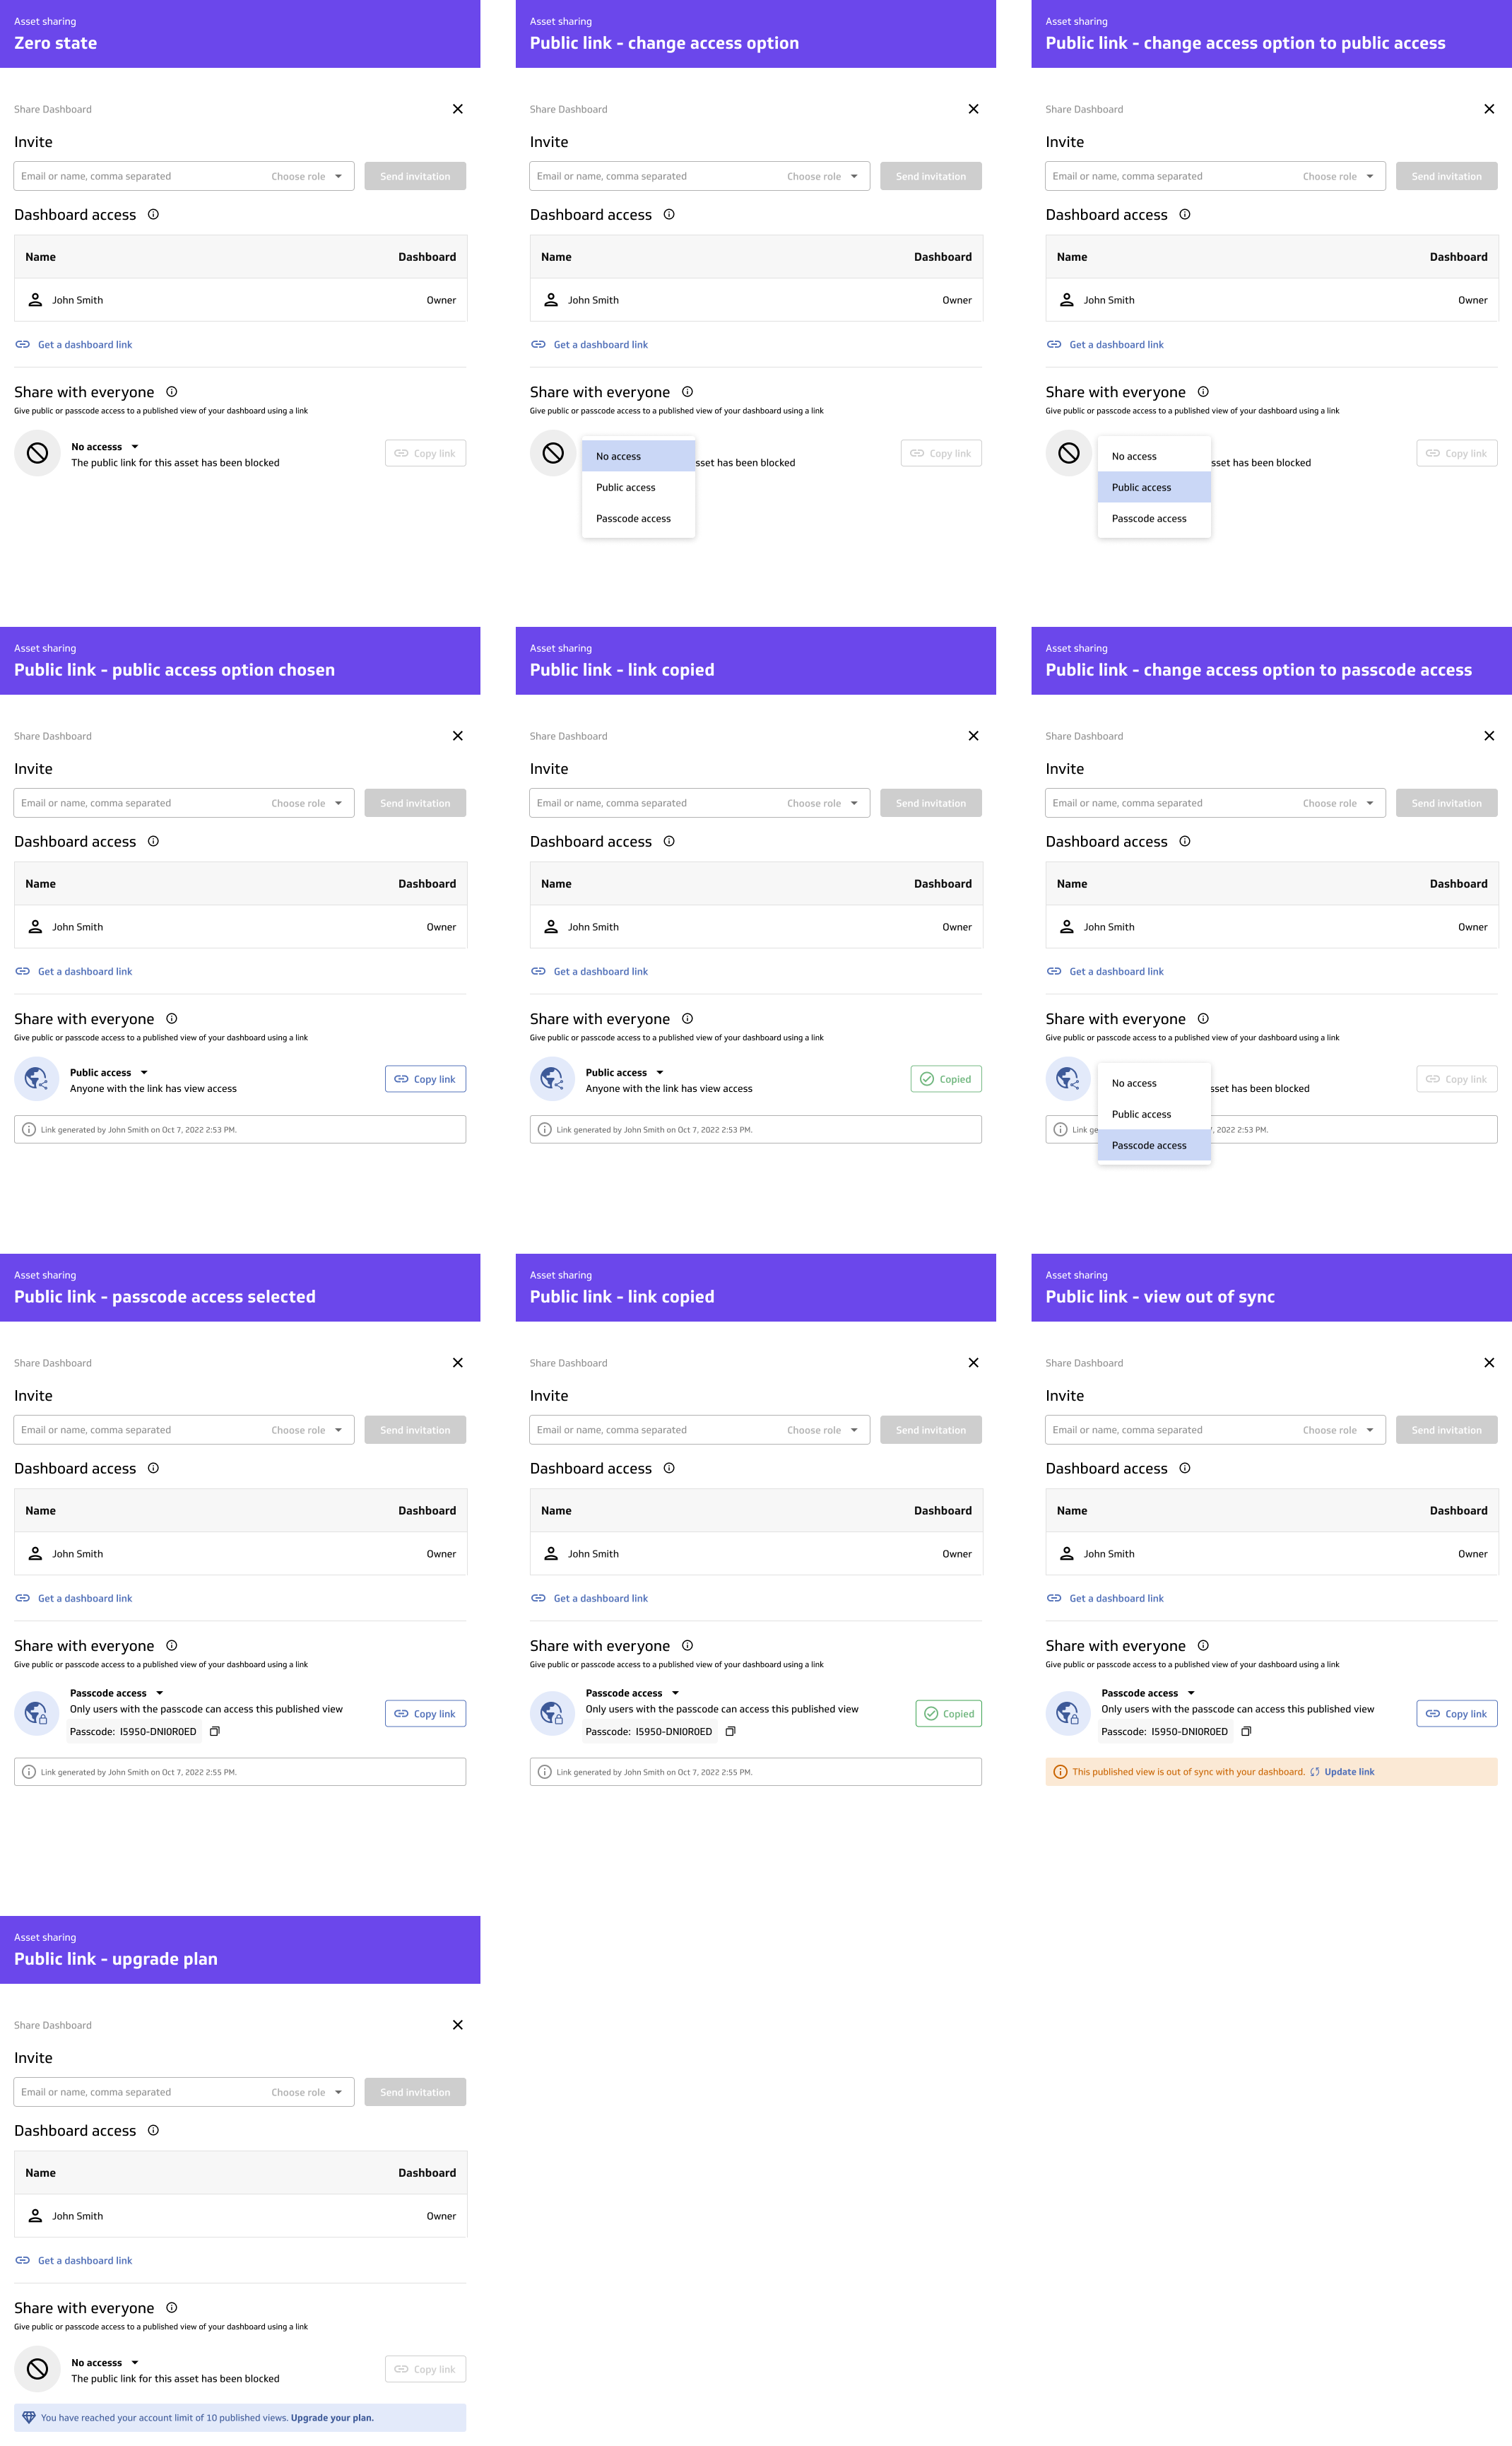 Asset sharing
Zero state
Share Dashboard
Invite
Email or name, comma separated Choose role Send invitation
Dashboard access
Name Dashboard
John Smith Owner
Get a dashboard link
Share with everyone
Give public or passcode access to a published view of your dashboard using a link
No accesss
The public link for this asset has been blocked
Copy link
Asset sharing
Public link - change access option
Share Dashboard
Invite
Email or name, comma separated Choose role Send invitation
Dashboard access
Name Dashboard
John Smith Owner
Get a dashboard link
Share with everyone
Give public or passcode access to a published view of your dashboard using a link
No access
Public access
Passcode access
sset has been blocked
Copy link
Asset sharing
Public link - change access option to public access
Share Dashboard
Invite
Email or name, comma separated Choose role Send invitation
Dashboard access
Name Dashboard
John Smith Owner
Get a dashboard link
Share with everyone
Give public or passcode access to a published view of your dashboard using a link
No access
Public access
Passcode access
sset has been blocked
Copy link
Asset sharing
Public link - public access option chosen
Share Dashboard
Invite
Email or name, comma separated Choose role Send invitation
Dashboard access
Name Dashboard
John Smith Owner
Get a dashboard link
Share with everyone
Give public or passcode access to a published view of your dashboard using a link
Public access
Anyone with the link has view access
Copy link
Link generated by John Smith on Oct 7, 2022 2:53 PM.
Asset sharing
Public link - link copied
Share Dashboard
Invite
Email or name, comma separated Choose role Send invitation
Dashboard access
Name Dashboard
John Smith Owner
Get a dashboard link
Share with everyone
Give public or passcode access to a published view of your dashboard using a link
Public access
Anyone with the link has view access
Copied
Link generated by John Smith on Oct 7, 2022 2:53 PM.
Asset sharing
Public link - change access option to passcode access
Share Dashboard
Invite
Email or name, comma separated Choose role Send invitation
Dashboard access
Name Dashboard
John Smith Owner
Get a dashboard link
Share with everyone
Give public or passcode access to a published view of your dashboard using a link
No access
Public access
Passcode access
sset has been blocked
Copy link
Link ge , 2022 2:53 PM.
Asset sharing
Public link - passcode access selected
Share Dashboard
Invite
Email or name, comma separated Choose role Send invitation
Dashboard access
Name Dashboard
John Smith Owner
Get a dashboard link
Share with everyone
Give public or passcode access to a published view of your dashboard using a link
Passcode access
Only users with the passcode can access this published view
Passcode: I5950-DNI0R0ED
Copy link
Link generated by John Smith on Oct 7, 2022 2:55 PM.
Asset sharing
Public link - link copied
Share Dashboard
Invite
Email or name, comma separated Choose role Send invitation
Dashboard access
Name Dashboard
John Smith Owner
Get a dashboard link
Share with everyone
Give public or passcode access to a published view of your dashboard using a link
Passcode access
Only users with the passcode can access this published view
Passcode: I5950-DNI0R0ED
Copied
Link generated by John Smith on Oct 7, 2022 2:55 PM.
Asset sharing
Public link - view out of sync
Share Dashboard
Invite
Email or name, comma separated Choose role Send invitation
Dashboard access
Name Dashboard
John Smith Owner
Get a dashboard link
Share with everyone
Give public or passcode access to a published view of your dashboard using a link
Passcode access
Only users with the passcode can access this published view
Passcode: I5950-DNI0R0ED
Copy link
This published view is out of sync with your dashboard. Update link
Asset sharing
Public link - upgrade plan
Share Dashboard
Invite
Email or name, comma separated Choose role Send invitation
Dashboard access
Name Dashboard
John Smith Owner
Get a dashboard link
Share with everyone
Give public or passcode access to a published view of your dashboard using a link
No accesss
The public link for this asset has been blocked
Copy link
You have reached your account limit of 10 published views. Upgrade your plan.